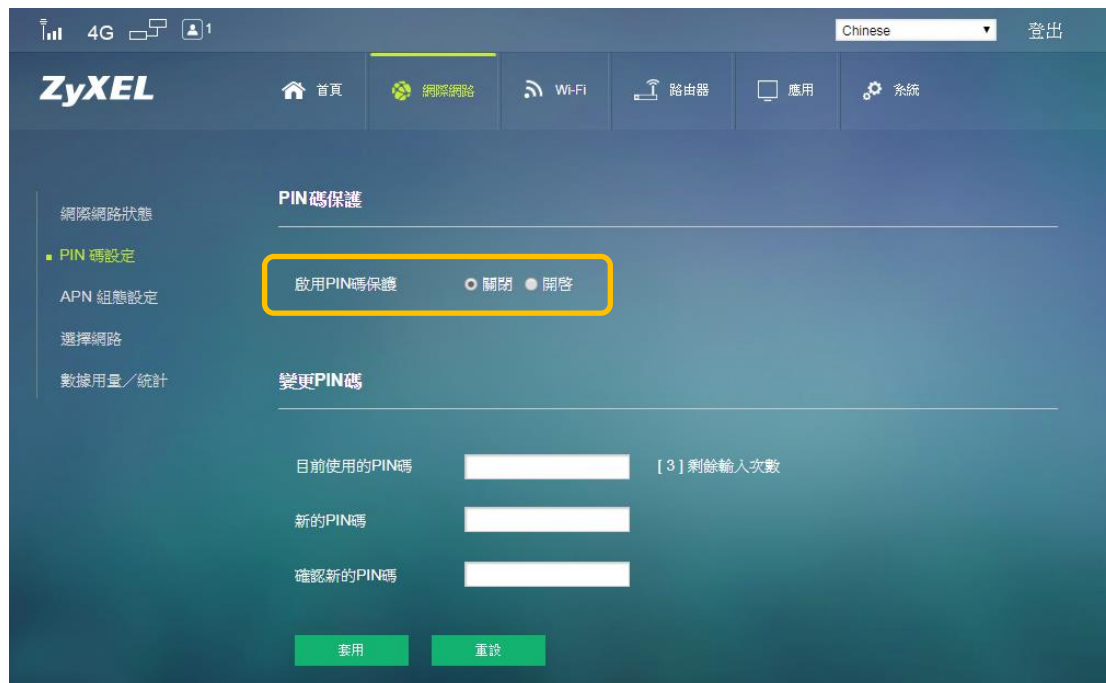 4G 1 Chinese 登出
ZyXEL 首頁 網際網路 Wi-Fi 路由器 應用 系統
網際網路狀態
PIN 碼設定
APN 組態設定
選擇網路
數據用量／統計
PIN碼保護
啟用PIN碼保護 關閉 開啓
變更PIN碼
目前使用的PIN碼 [ 3 ] 剩餘輸入次數
新的PIN碼
確認新的PIN碼
套用 重設